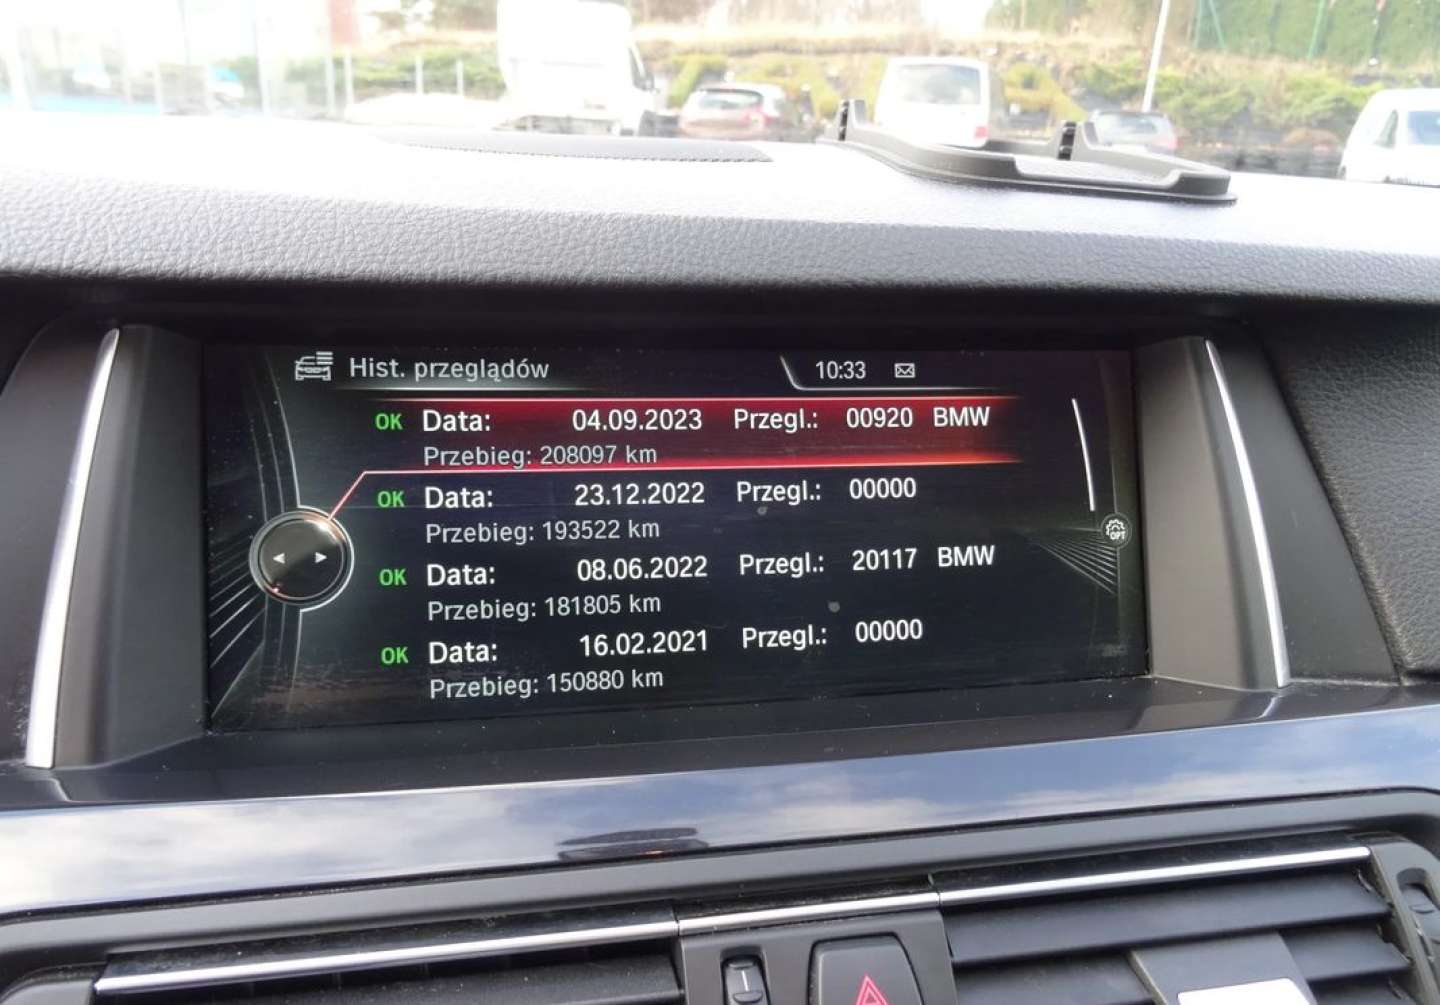 Hist. przeglądów 10:33
OK Data: 04.09.2023 Przegl.: 00920 BMW
Przebieg: 208097 km
OK Data: 23.12.2022 Przegl.: 00000
Przebieg: 193522 km
OK Data: 08.06.2022 Przegl.: 20117 BMW
Przebieg: 181805 km
OK Data: 16.02.2021 Przegl.: 00000
Przebieg: 150880 km
OPT